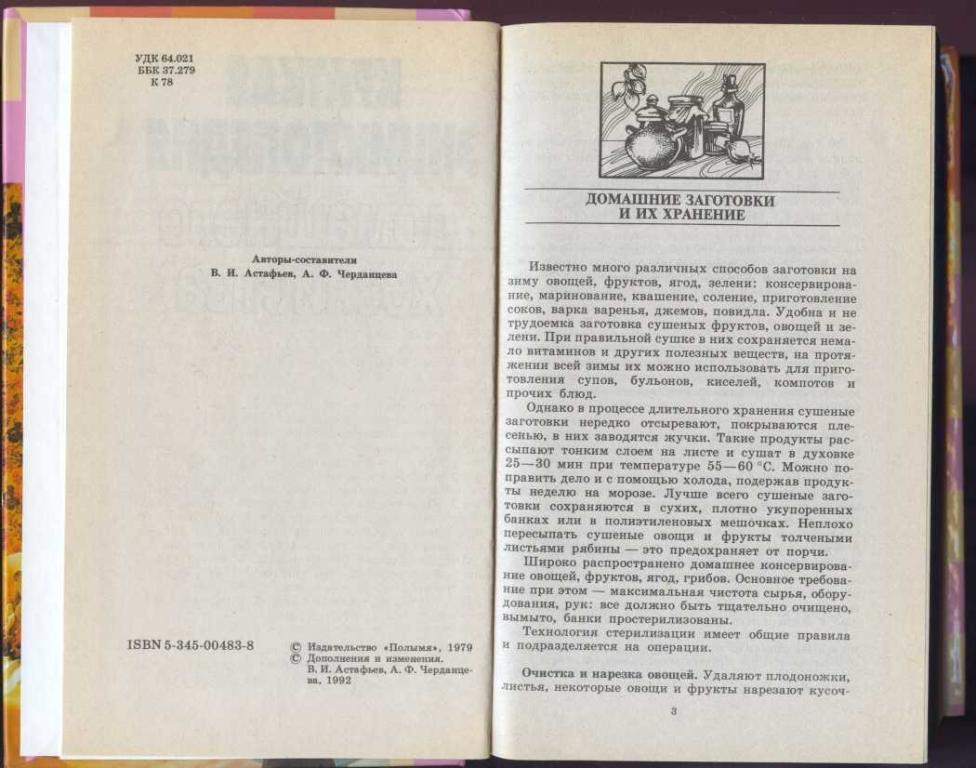 УДК 64.021
ББК 37.279
К 78
Авторы-составители
В. И. Астафьев, А. Ф. Черданцева
ISBN 5-345-00483-8
© Издательство «Полымя», 1979
© Дополнения и изменения.
В. И. Астафьев, А. Ф. Черданце-
ва, 1992
ДОМАШНИЕ ЗАГОТОВКИ
И ИХ ХРАНЕНИЕ
Известно много различных способов заготовки на
зиму овощей, фруктов, ягод, зелени: консервирова-
ние, маринование, квашение, соление, приготовление
соков, варка варенья, джемов, повидла. Удобна и не
трудоемка заготовка сушеных фруктов, овощей и зе-
лени. При правильной сушке в них сохраняется нема-
ло витаминов и других полезных веществ, на протя-
жении всей зимы их можно использовать для приго-
товления супов, бульонов, киселей, компотов и
прочих блюд.
Однако в процессе длительного хранения сушеные
заготовки нередко отсыревают, покрываются пле-
сенью, в них заводятся жучки. Такие продукты рас-
сыпают тонким слоем на листе и сушат в духовке
25—30 мин при температуре 55—60 °С. Можно по-
править дело и с помощью холода, подержав продук-
ты неделю на морозе. Лучше всего сушеные заго-
товки сохраняются в сухих, плотно укупоренных
банках или в полиэтиленовых мешочках. Неплохо
пересыпать сушеные овощи и фрукты толчеными
листьями рябины — это предохраняет от порчи.
Широко распространено домашнее консервирова-
ние овощей, фруктов, ягод, грибов. Основное требова-
ние при этом — максимальная чистота сырья, обору-
дования, рук: все должно быть тщательно очищено,
вымыто, банки простерилизованы.
Технология стерилизации имеет общие правила
и подразделяется на операции.
Очистка и нарезка овощей. Удаляют плодоножки,
листья, некоторые овощи и фрукты нарезают кусоч-
3